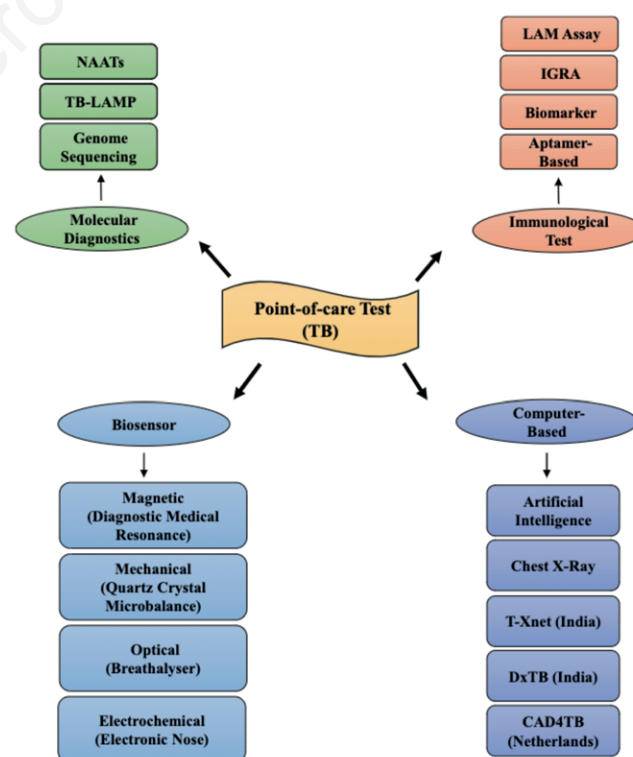 NAATs
TB-LAMP
Genome
Sequencing
Molecular
Diagnostics
LAM Assay
IGRA
Biomarker
Aptamer-
Based
Immunological
Test
Point-of-care Test
(TB)
Biosensor
Magnetic
(Diagnostic Medical
Resonance)
Mechanical
(Quartz Crystal
Microbalance)
Optical
(Breathalyser)
Electrochemical
(Electronic Nose)
Computer-
Based
Artificial
Intelligence
Chest X-Ray
T-Xnet (India)
DxTB (India)
CAD4TB
(Netherlands)